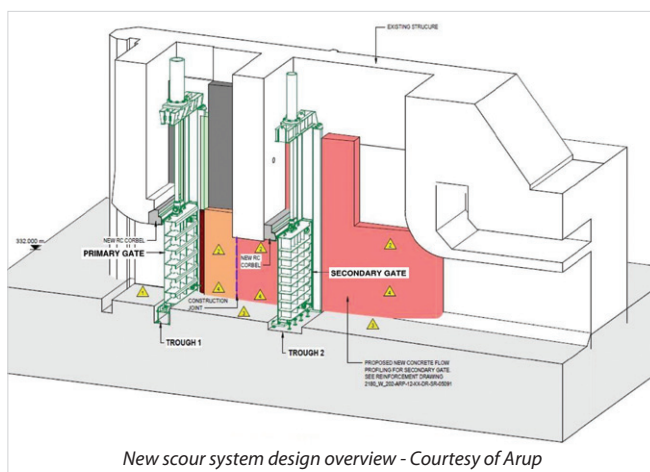 EXISTING STRUCTURE
332.000 m
NEW RC
CORBEL
PRIMARY GATE
NEW RC
CORBEL
SECONDARY GATE
CONSTRUCTION
JOINT
TROUGH 1
TROUGH 2
PROPOSED NEW CONCRETE FLOW
PROFILING FOR SECONDARY GATE.
SEE REINFORCEMENT DRAWING
New scour system design overview - Courtesy of Arup